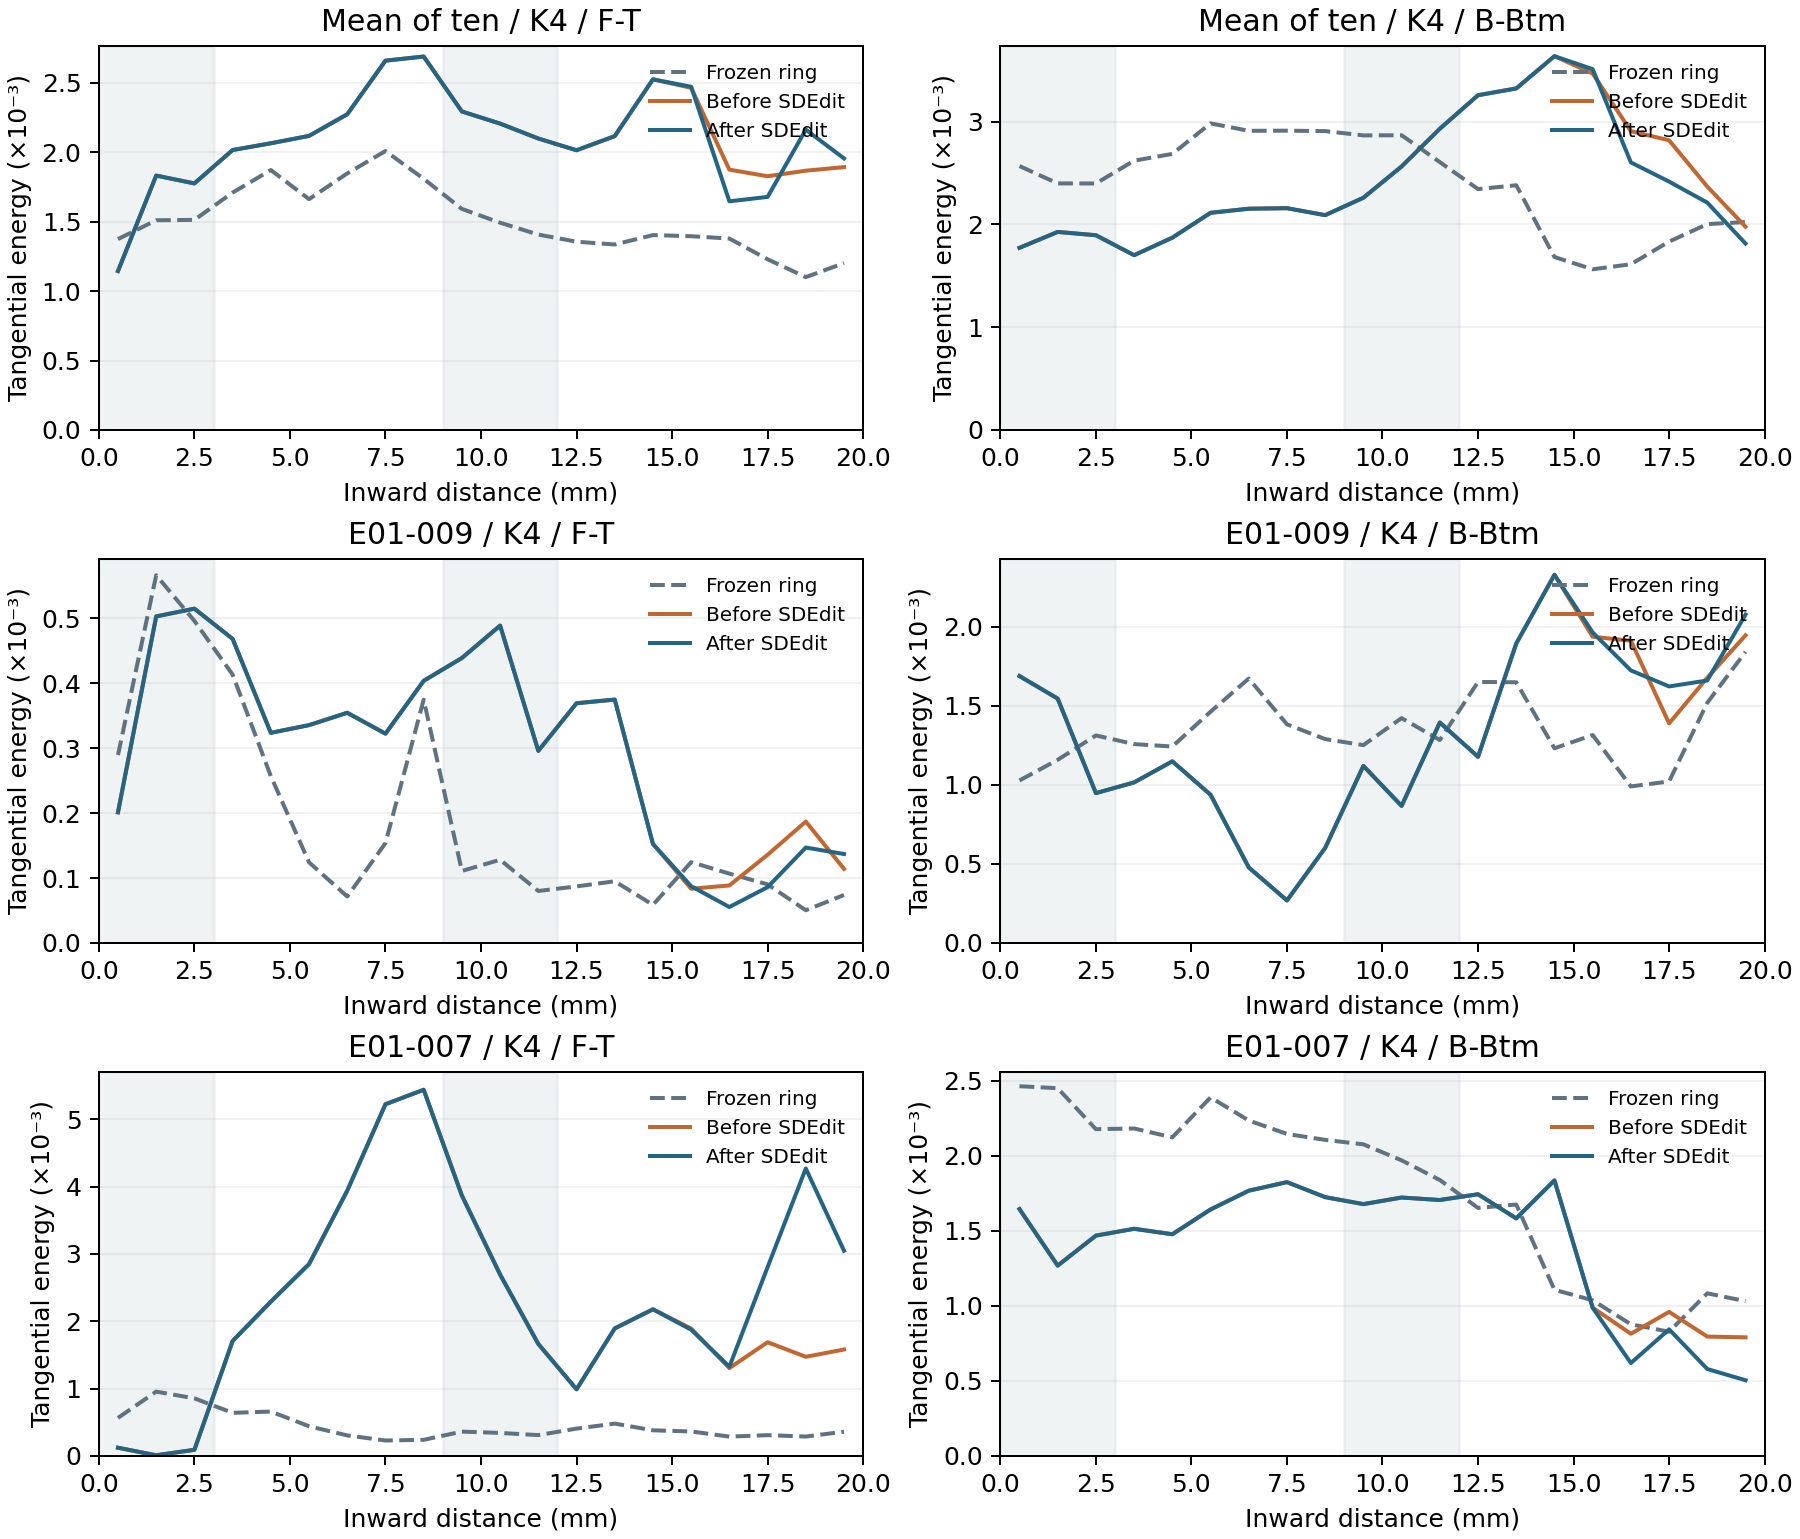 Mean of ten / K4 / F-T
Tangential energy (×10⁻³)
2.5
2.0
1.5
1.0
0.5
0.0
Frozen ring
Before SDEdit
After SDEdit
0.0 2.5 5.0 7.5 10.0 12.5 15.0 17.5 20.0
Inward distance (mm)
Mean of ten / K4 / B-Btm
Tangential energy (×10⁻³)
3
2
1
0
Frozen ring
Before SDEdit
After SDEdit
0.0 2.5 5.0 7.5 10.0 12.5 15.0 17.5 20.0
Inward distance (mm)
E01-009 / K4 / F-T
Tangential energy (×10⁻³)
0.5
0.4
0.3
0.2
0.1
0.0
Frozen ring
Before SDEdit
After SDEdit
0.0 2.5 5.0 7.5 10.0 12.5 15.0 17.5 20.0
Inward distance (mm)
E01-009 / K4 / B-Btm
Tangential energy (×10⁻³)
2.0
1.5
1.0
0.5
0.0
Frozen ring
Before SDEdit
After SDEdit
0.0 2.5 5.0 7.5 10.0 12.5 15.0 17.5 20.0
Inward distance (mm)
E01-007 / K4 / F-T
Tangential energy (×10⁻³)
5
4
3
2
1
0
Frozen ring
Before SDEdit
After SDEdit
0.0 2.5 5.0 7.5 10.0 12.5 15.0 17.5 20.0
Inward distance (mm)
E01-007 / K4 / B-Btm
Tangential energy (×10⁻³)
2.5
2.0
1.5
1.0
0.5
0.0
Frozen ring
Before SDEdit
After SDEdit
0.0 2.5 5.0 7.5 10.0 12.5 15.0 17.5 20.0
Inward distance (mm)